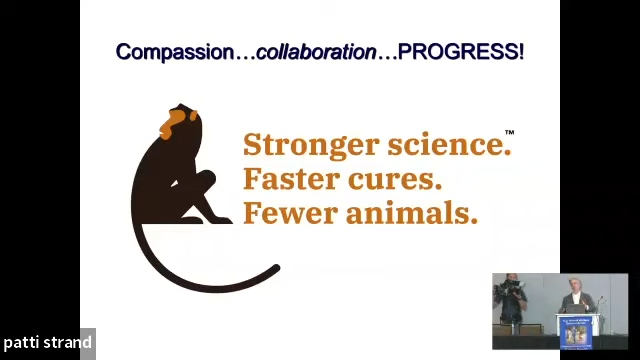 Compassion…collaboration…PROGRESS!
Stronger science.™
Faster cures.
Fewer animals.
patti strand